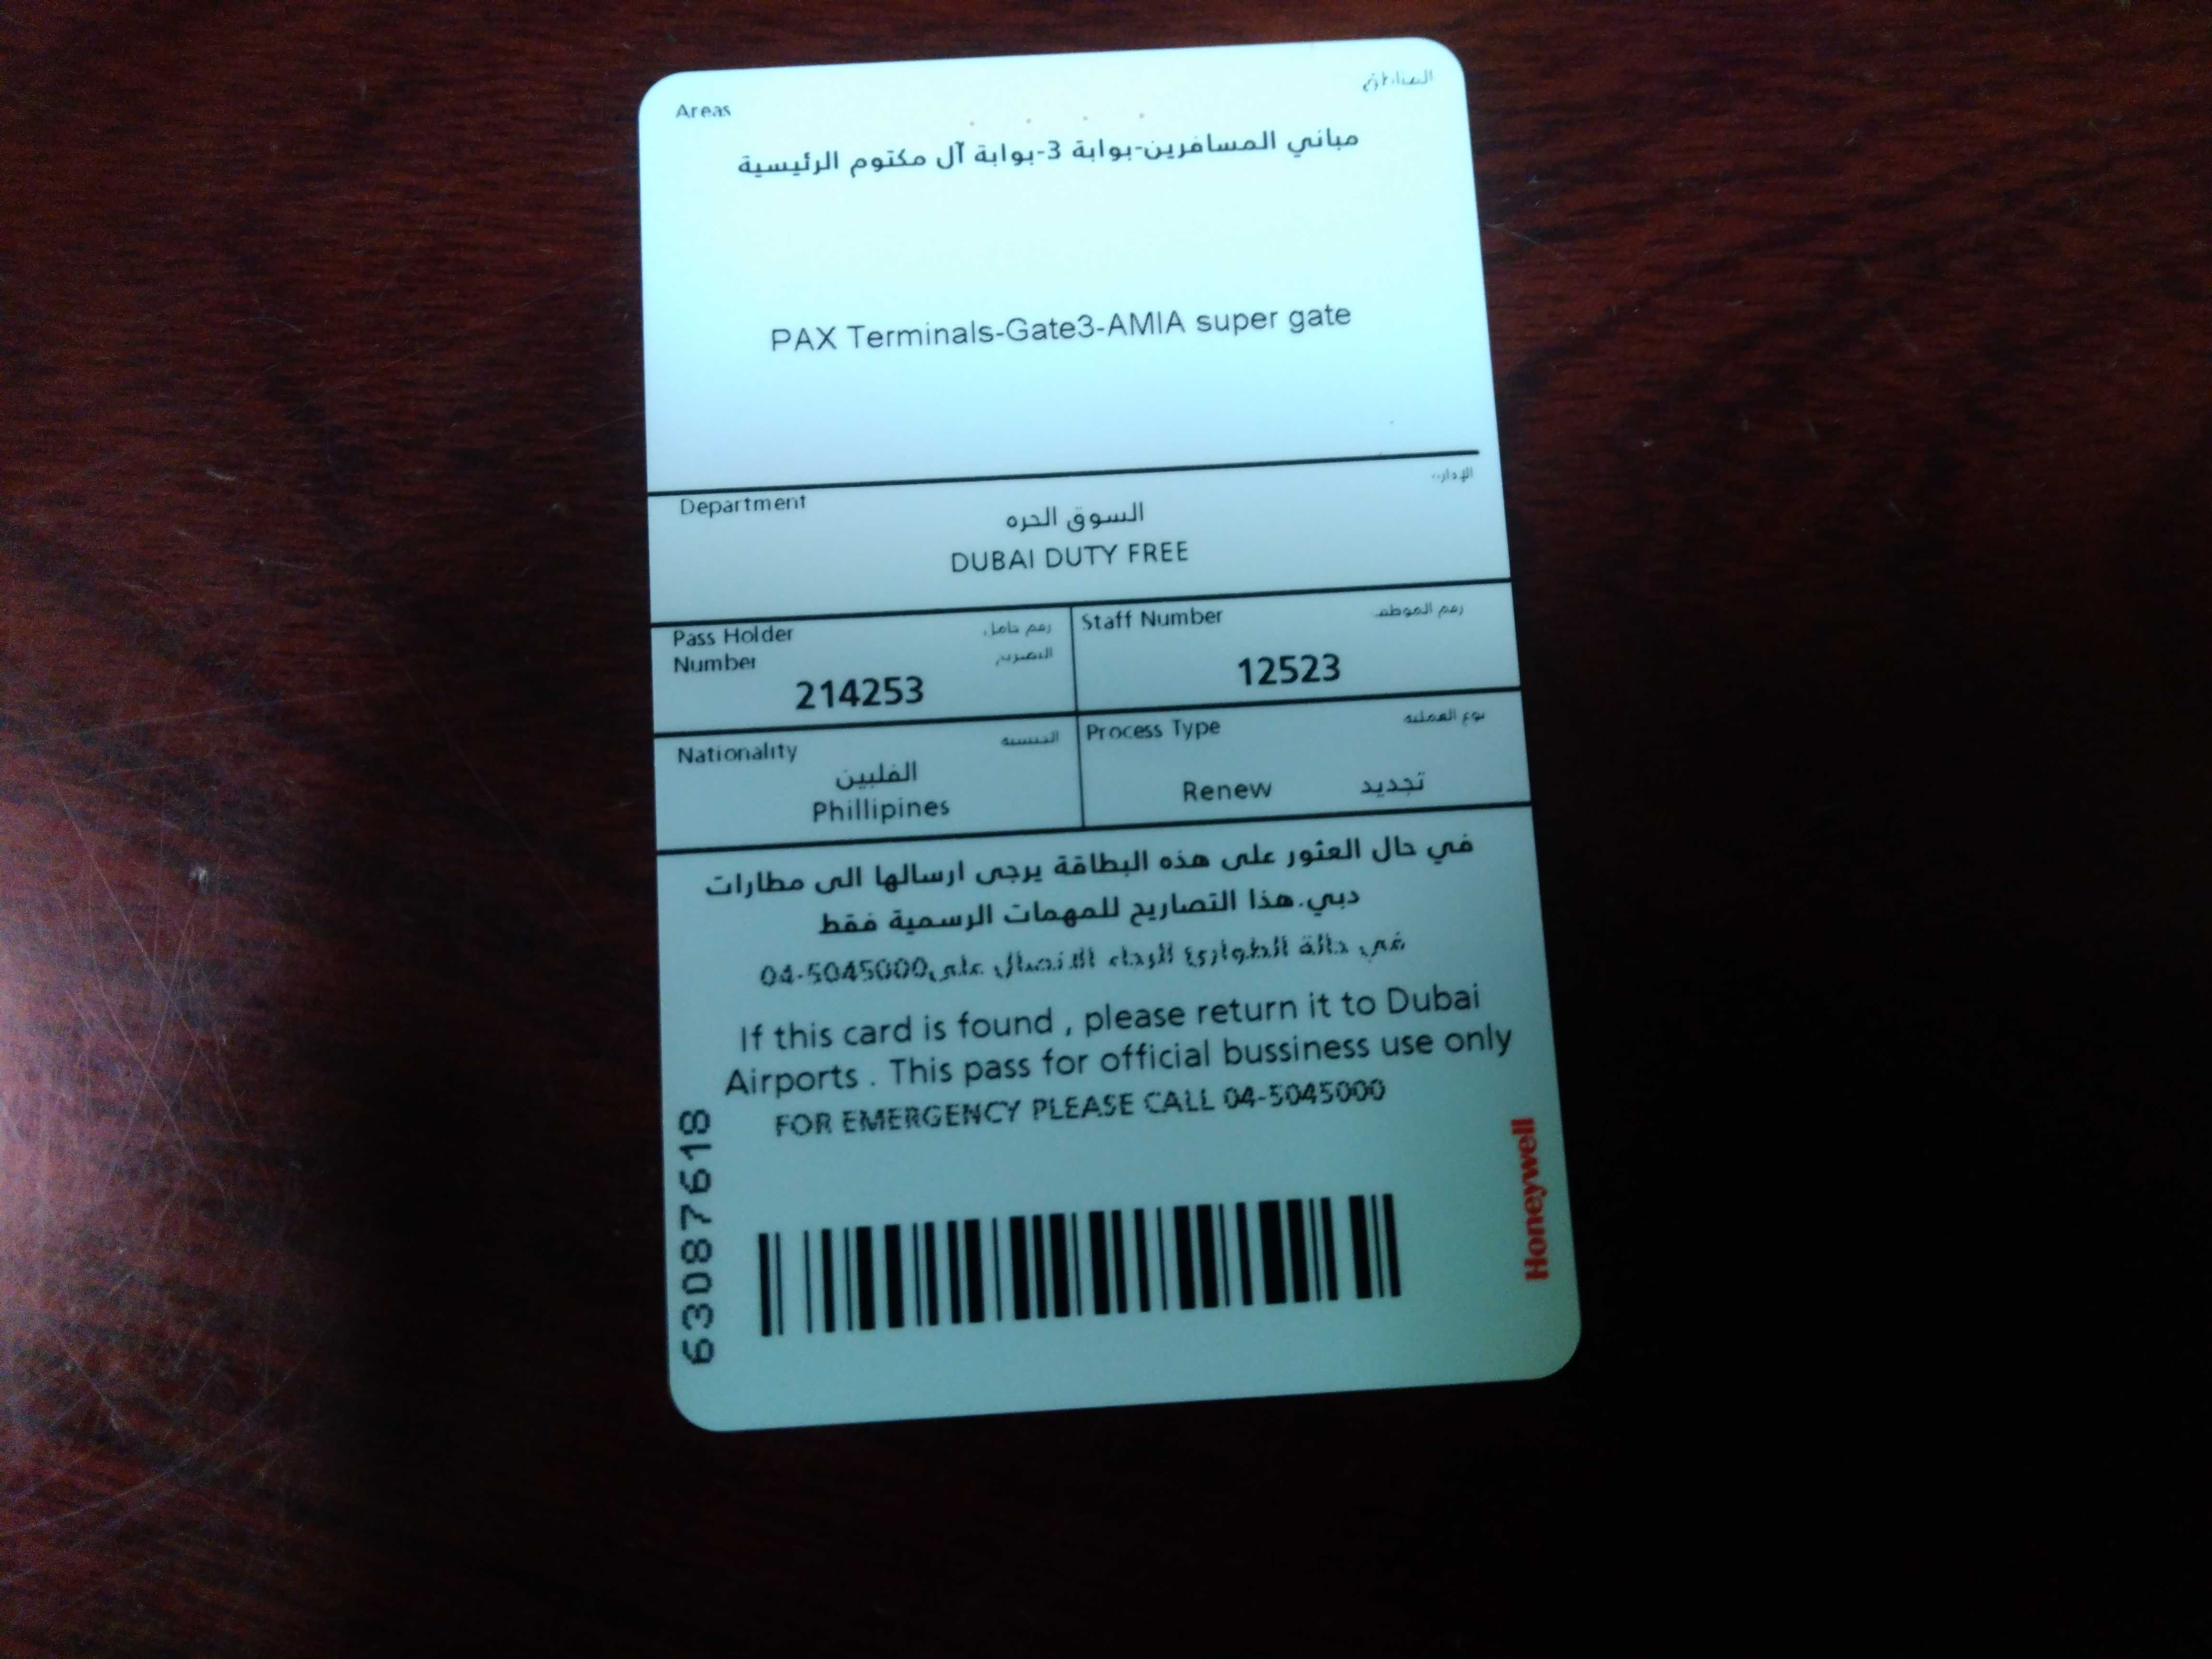 Areas المناطق
مباني المسافرين-بوابة 3-بوابة آل مكتوم الرئيسية
PAX Terminals-Gate3-AMIA super gate
Department الإدارة
السوق الحره
DUBAI DUTY FREE
Pass Holder رقم حامل
Number التصريح
214253
Staff Number رقم الموظف
12523
Nationality الجنسية
الفلبين
Phillipines
Process Type نوع العملية
Renew تجديد
في حال العثور على هذه البطاقة يرجى ارسالها الى مطارات
دبي.هذا التصاريح للمهمات الرسمية فقط
في حالة الطوارئ الرجاء الاتصال على04-5045000
If this card is found , please return it to Dubai
Airports . This pass for official bussiness use only
FOR EMERGENCY PLEASE CALL 04-5045000
63087618
Honeywell